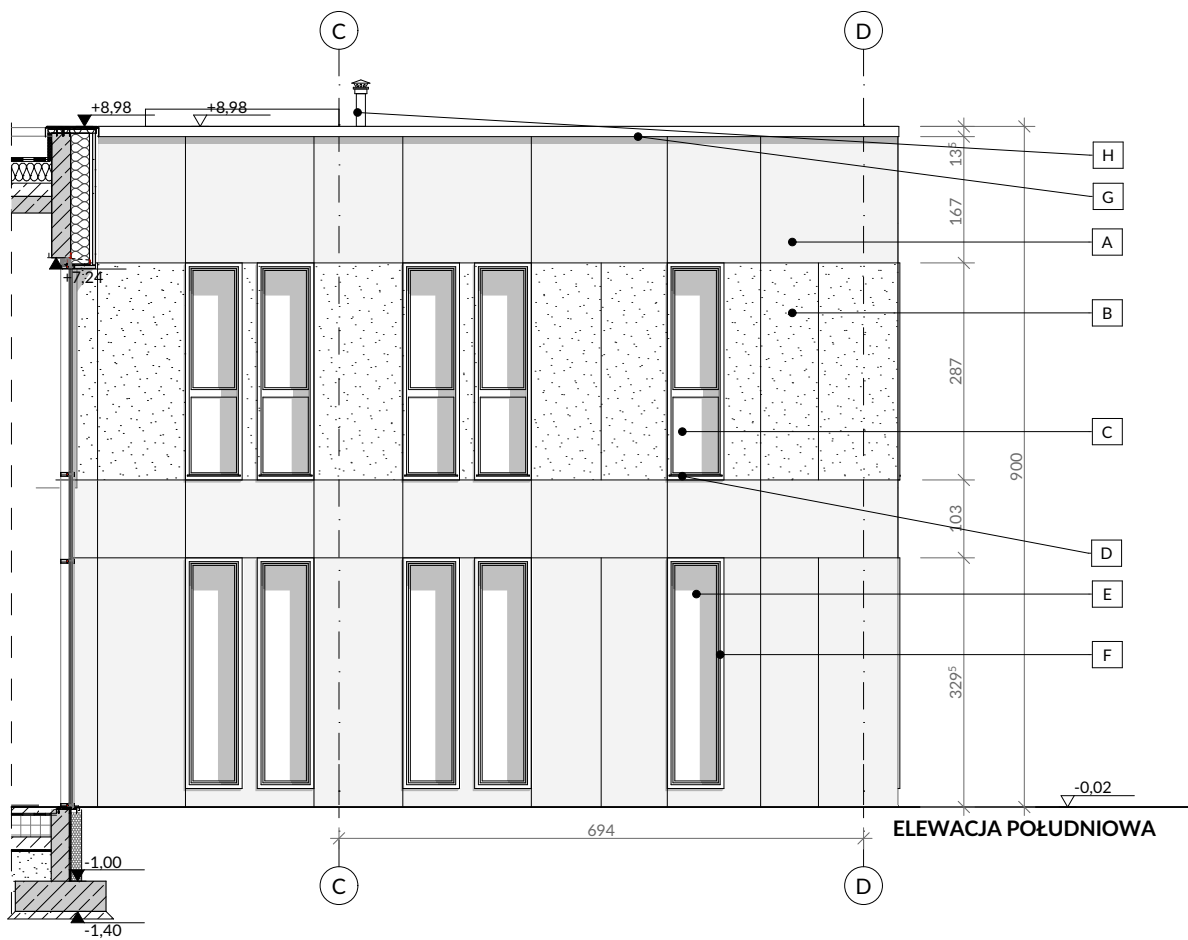 C
D
+8,98
+8,98
H
13⁵
G
167
A
+7,24
B
287
C
900
103
D
E
F
329⁵
-0,02
694
ELEWACJA POŁUDNIOWA
-1,00
C
D
-1,40